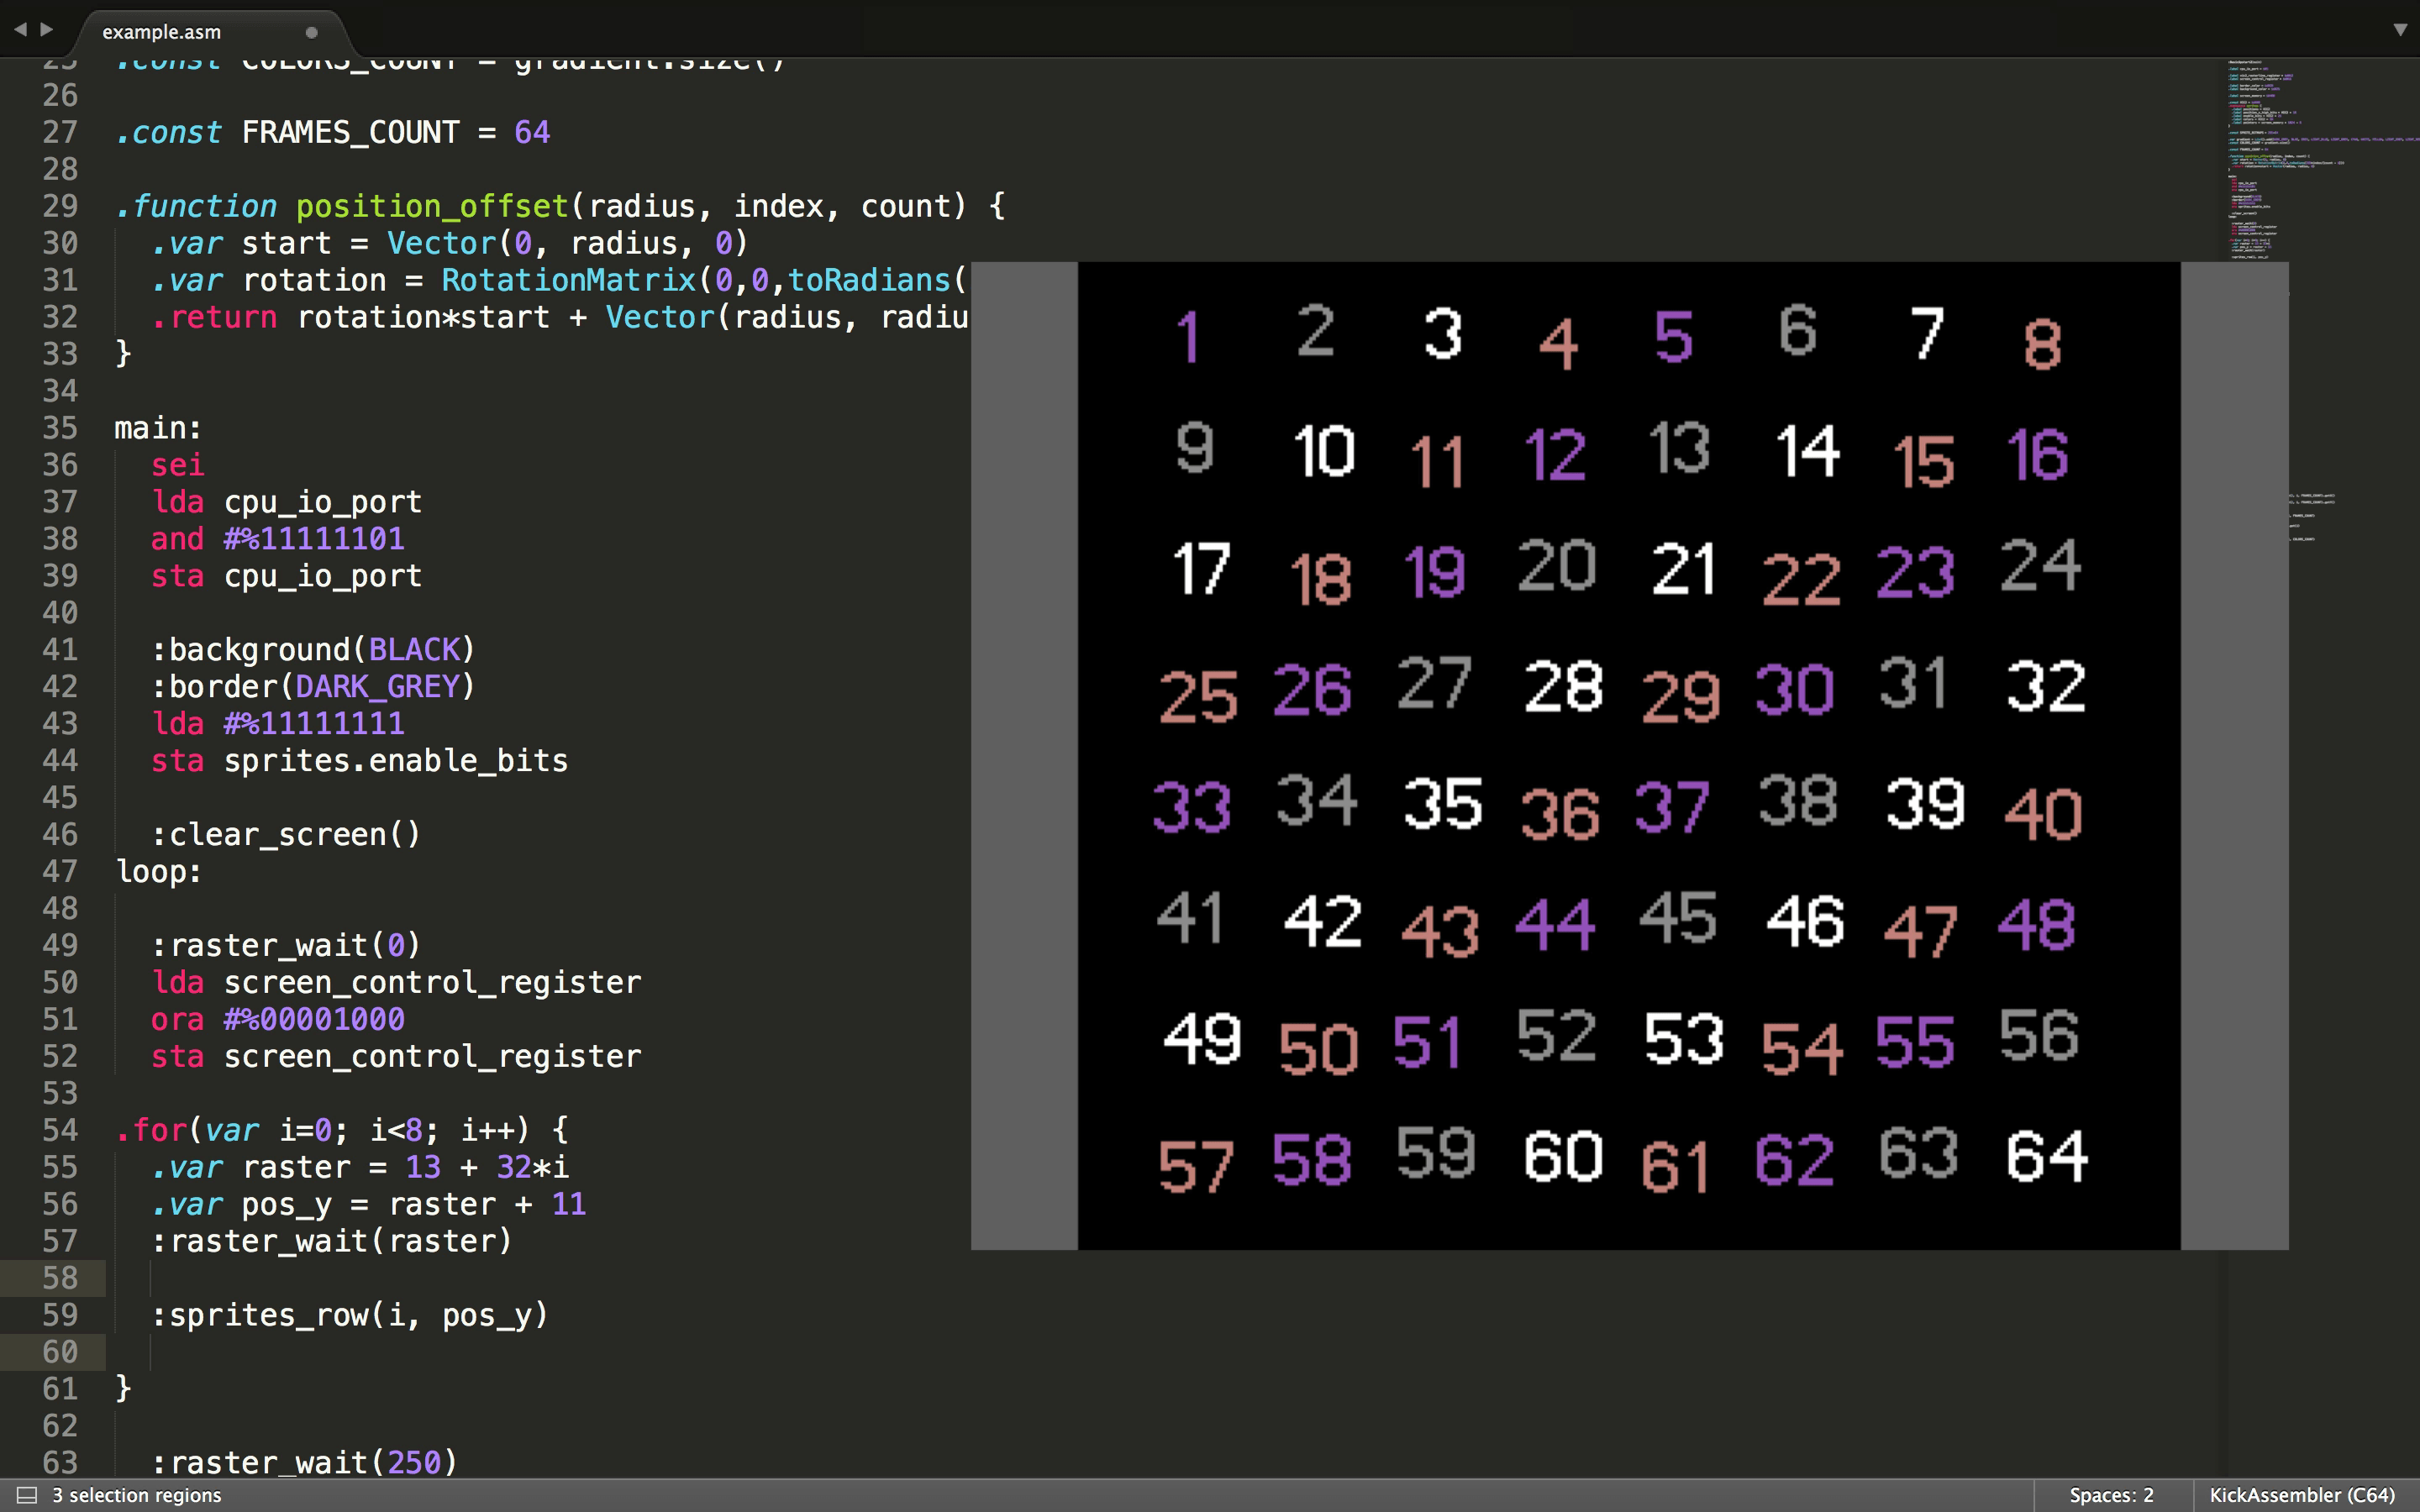 example.asm
25 .const COLORS_COUNT = gradient.size()
26
27 .const FRAMES_COUNT = 64
28
29 .function position_offset(radius, index, count) {
30 .var start = Vector(0, radius, 0)
31 .var rotation = RotationMatrix(0,0,toRadians(
32 .return rotation*start + Vector(radius, radiu
33 }
34
35 main:
36 sei
37 lda cpu_io_port
38 and #%11111101
39 sta cpu_io_port
40
41 :background(BLACK)
42 :border(DARK_GREY)
43 lda #%11111111
44 sta sprites.enable_bits
45
46 :clear_screen()
47 loop:
48
49 :raster_wait(0)
50 lda screen_control_register
51 ora #%00001000
52 sta screen_control_register
53
54 .for(var i=0; i<8; i++) {
55 .var raster = 13 + 32*i
56 .var pos_y = raster + 11
57 :raster_wait(raster)
58
59 :sprites_row(i, pos_y)
60
61 }
62
63 :raster_wait(250)
1 2 3 4 5 6 7 8
9 10 11 12 13 14 15 16
17 18 19 20 21 22 23 24
25 26 27 28 29 30 31 32
33 34 35 36 37 38 39 40
41 42 43 44 45 46 47 48
49 50 51 52 53 54 55 56
57 58 59 60 61 62 63 64
3 selection regions
Spaces: 2
KickAssembler (C64)